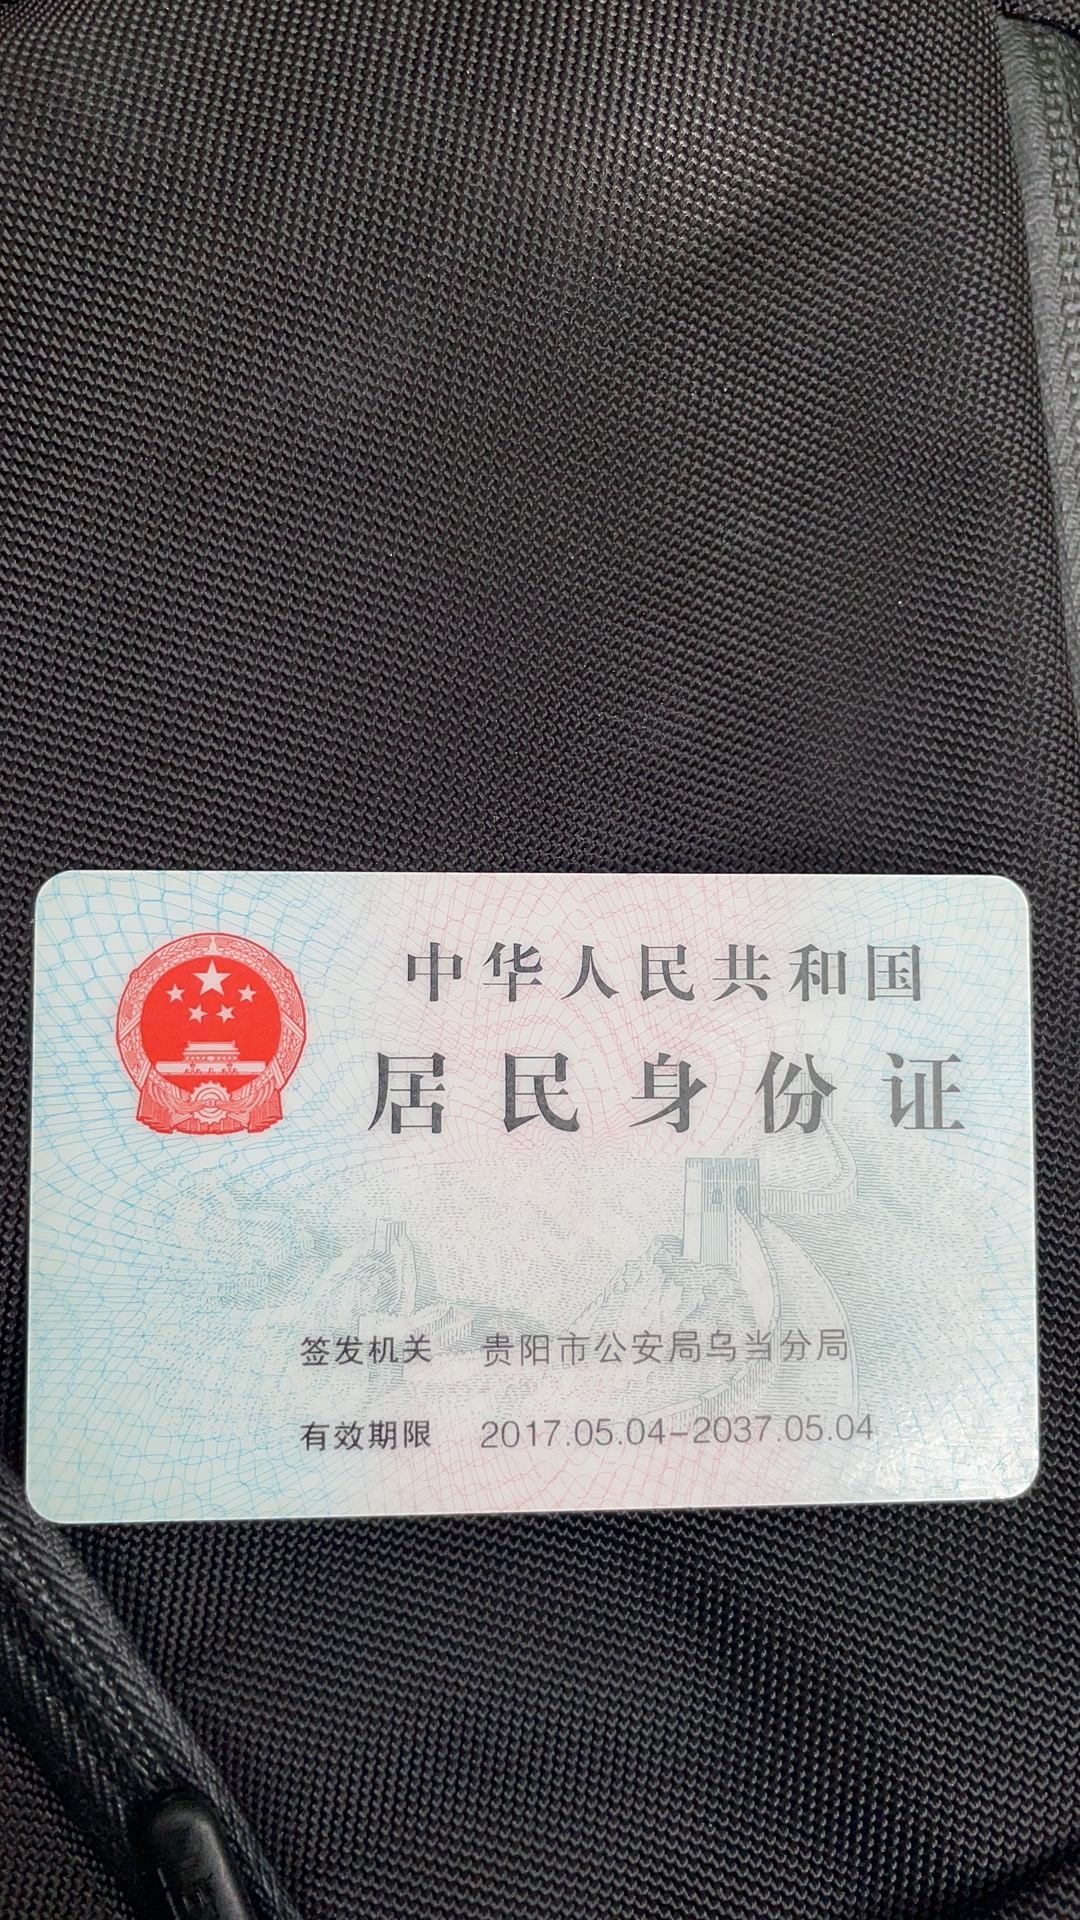 中华人民共和国
居民身份证
签发机关 贵阳市公安局乌当分局
有效期限 2017.05.04-2037.05.04